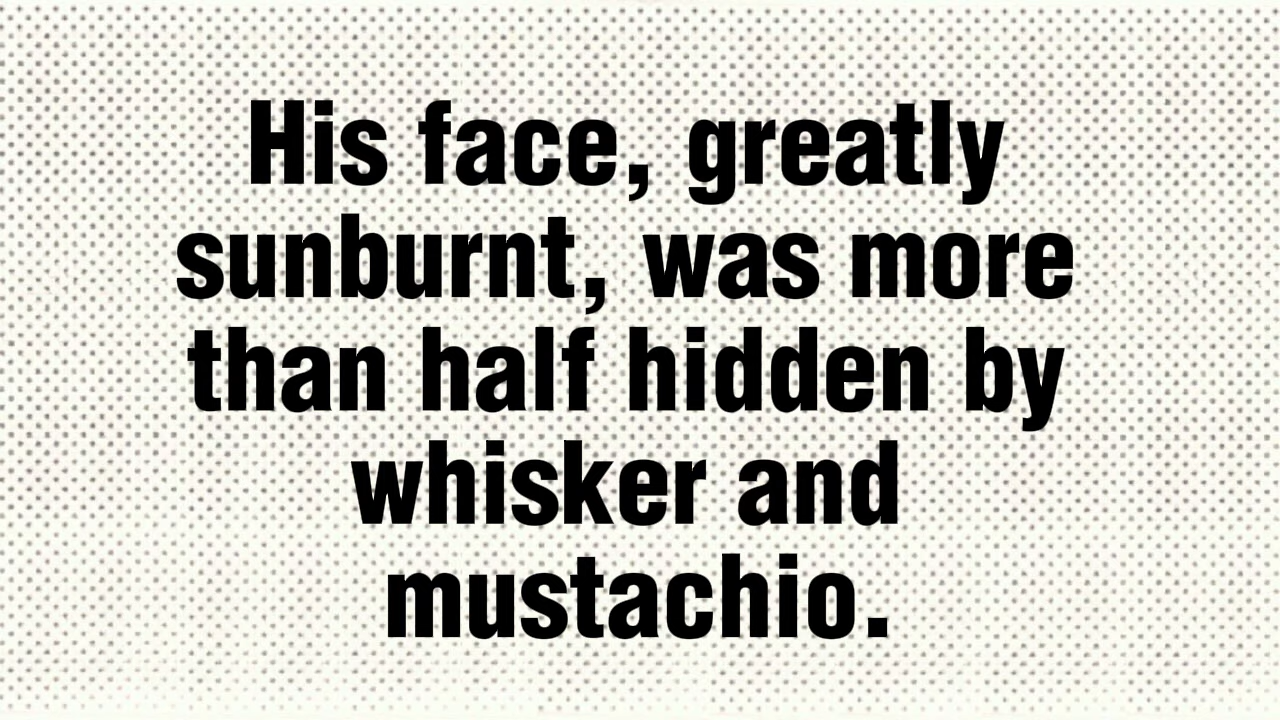 His face, greatly
sunburnt, was more
than half hidden by
whisker and
mustachio.